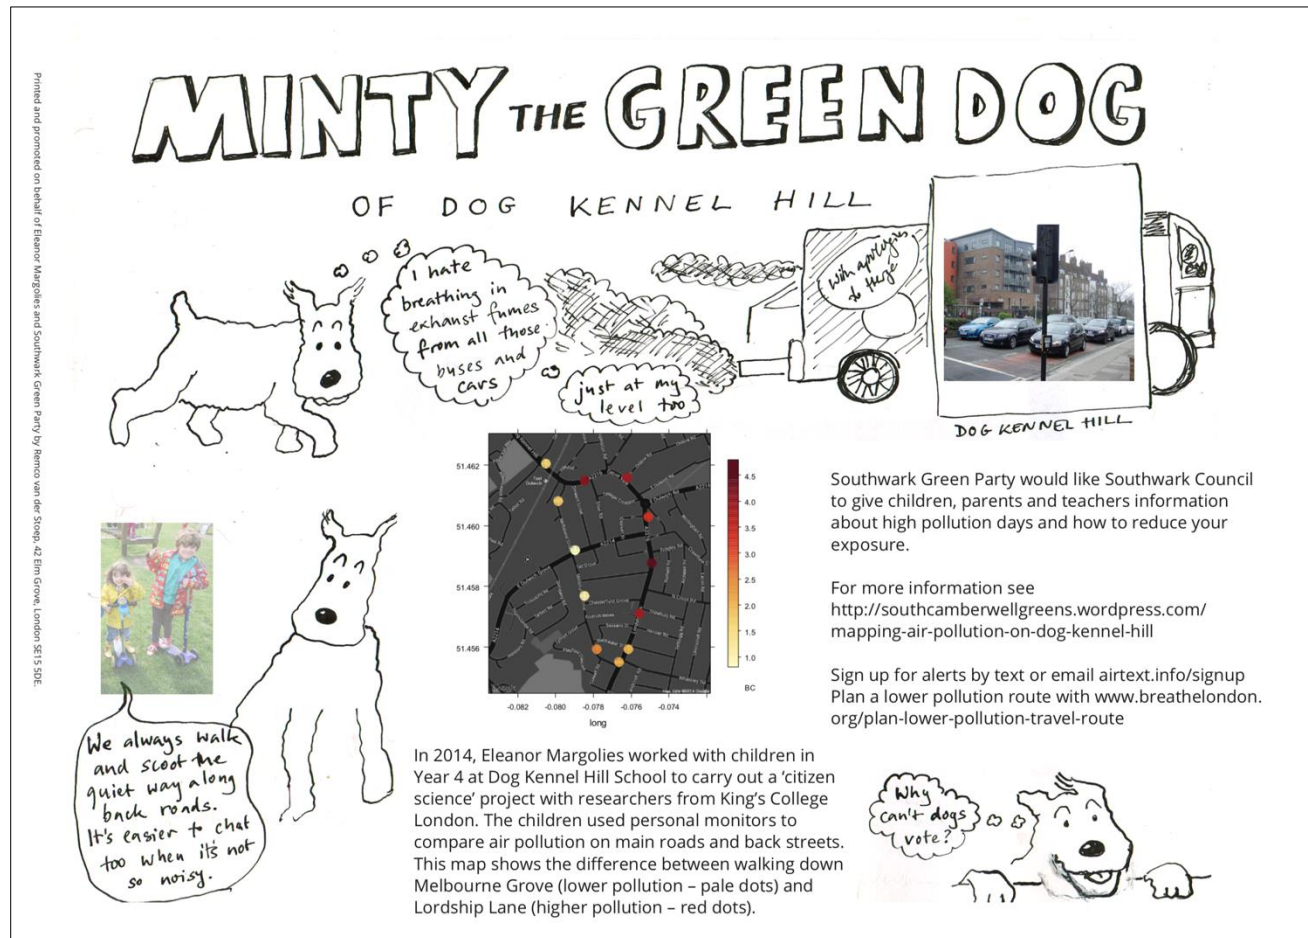 MINTY THE GREEN DOG
OF DOG KENNEL HILL
Printed and promoted on behalf of Eleanor Margolies and Southwark Green Party by Remco van der Stoep, 42 Elm Grove, London SE15 5DE.
I hate
breathing in
exhaust fumes
from all those
buses and
cars
just at my
level too
with apologies
to Hergé
DOG KENNEL HILL
51.462
51.460
51.458
51.456
-0.082
-0.080
-0.078
-0.076
-0.074
long
4.5
4.0
3.5
3.0
2.5
2.0
1.5
1.0
BC
Southwark Green Party would like Southwark Council
to give children, parents and teachers information
about high pollution days and how to reduce your
exposure.
For more information see
http://southcamberwellgreens.wordpress.com/
mapping-air-pollution-on-dog-kennel-hill
Sign up for alerts by text or email airtext.info/signup
Plan a lower pollution route with www.breathelondon.
org/plan-lower-pollution-travel-route
We always walk
and scoot the
quiet way along
back roads.
It's easier to chat
too when it's not
so noisy.
In 2014, Eleanor Margolies worked with children in
Year 4 at Dog Kennel Hill School to carry out a ‘citizen
science’ project with researchers from King’s College
London. The children used personal monitors to
compare air pollution on main roads and back streets.
This map shows the difference between walking down
Melbourne Grove (lower pollution – pale dots) and
Lordship Lane (higher pollution – red dots).
Why
can't dogs
vote?